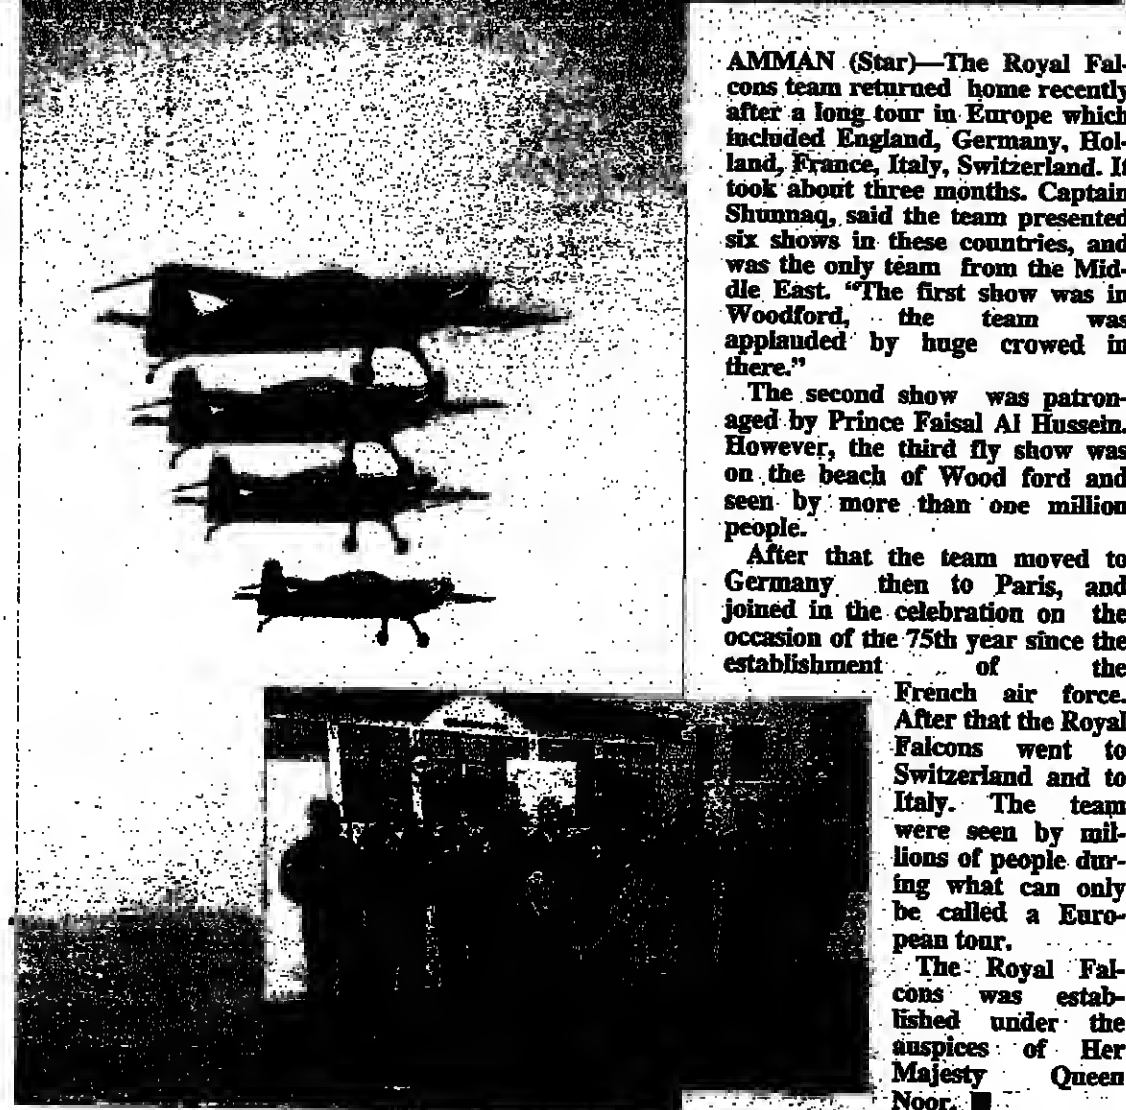 AMMAN (Star)—The Royal Fal-
cons team returned home recently
after a long tour in Europe which
included England, Germany, Hol-
land, France, Italy, Switzerland. It
took about three months. Captain
Shunnaq, said the team presented
six shows in these countries, and
was the only team from the Mid-
dle East. “The first show was in
Woodford, the team was
applauded by huge crowed in
there.”
The second show was patron-
aged by Prince Faisal Al Hussein.
However, the third fly show was
on the beach of Wood ford and
seen by more than one million
people.
After that the team moved to
Germany then to Paris, and
joined in the celebration on the
occasion of the 75th year since the
establishment of the
French air force.
After that the Royal
Falcons went to
Switzerland and to
Italy. The team
were seen by mil-
lions of people dur-
ing what can only
be called a Euro-
pean tour.
The Royal Fal-
cons was estab-
lished under the
auspices of Her
Majesty Queen
Noor. ■